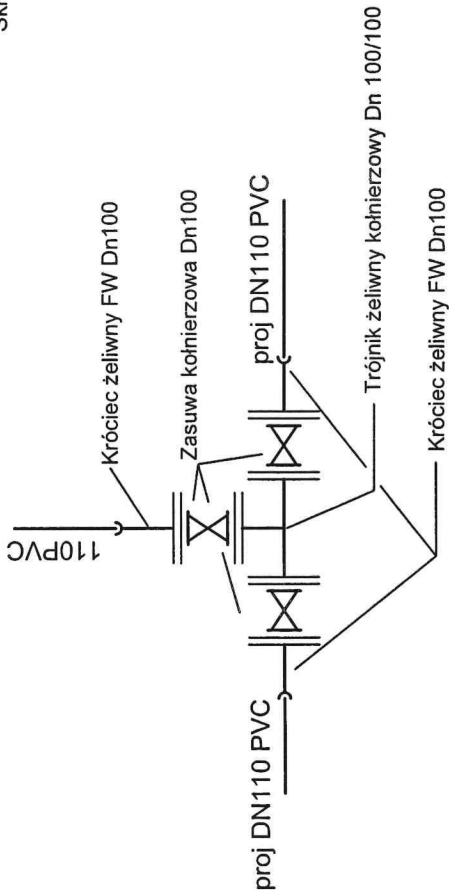 110PVC
Króciec żeliwny FW Dn100
Zasuwa kołnierzowa Dn100
proj DN110 PVC
proj DN110 PVC
Trójnik żeliwny kołnierzowy Dn 100/100
Króciec żeliwny FW Dn100